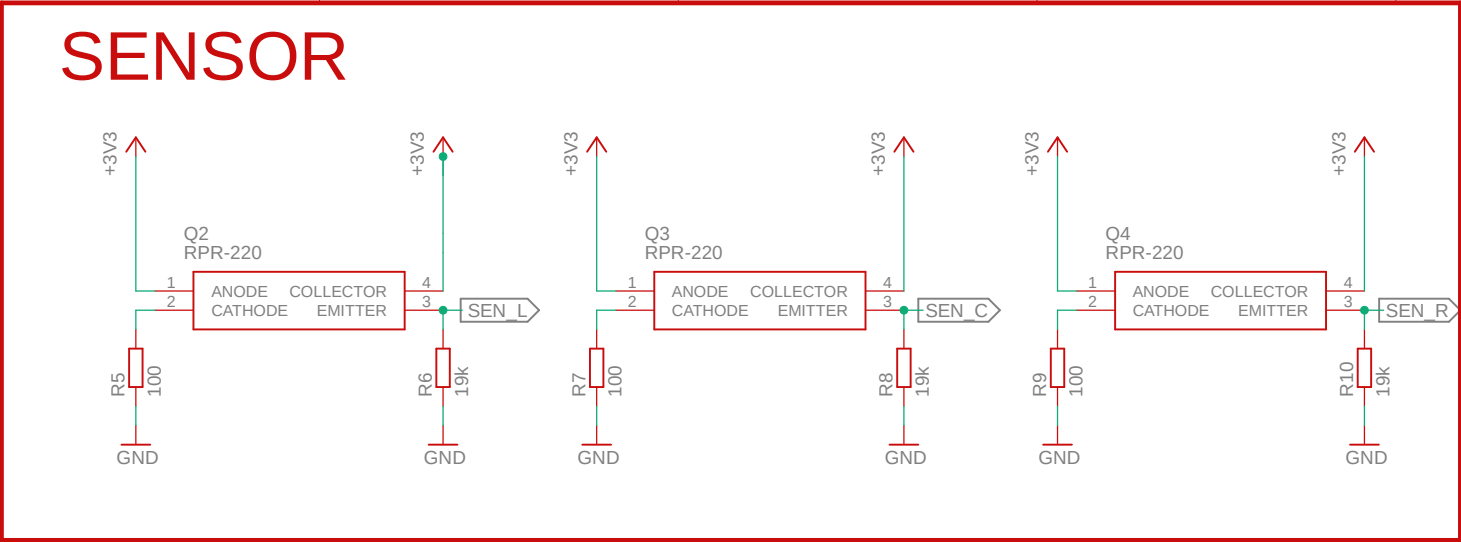 SENSOR
+3V3
+3V3
+3V3
+3V3
+3V3
+3V3
Q2
RPR-220
1
2
ANODE
COLLECTOR
CATHODE
EMITTER
4
3
SEN_L
R5
100
R6
19k
GND
GND
Q3
RPR-220
1
2
ANODE
COLLECTOR
CATHODE
EMITTER
4
3
SEN_C
R7
100
R8
19k
GND
GND
Q4
RPR-220
1
2
ANODE
COLLECTOR
CATHODE
EMITTER
4
3
SEN_R
R9
100
R10
19k
GND
GND